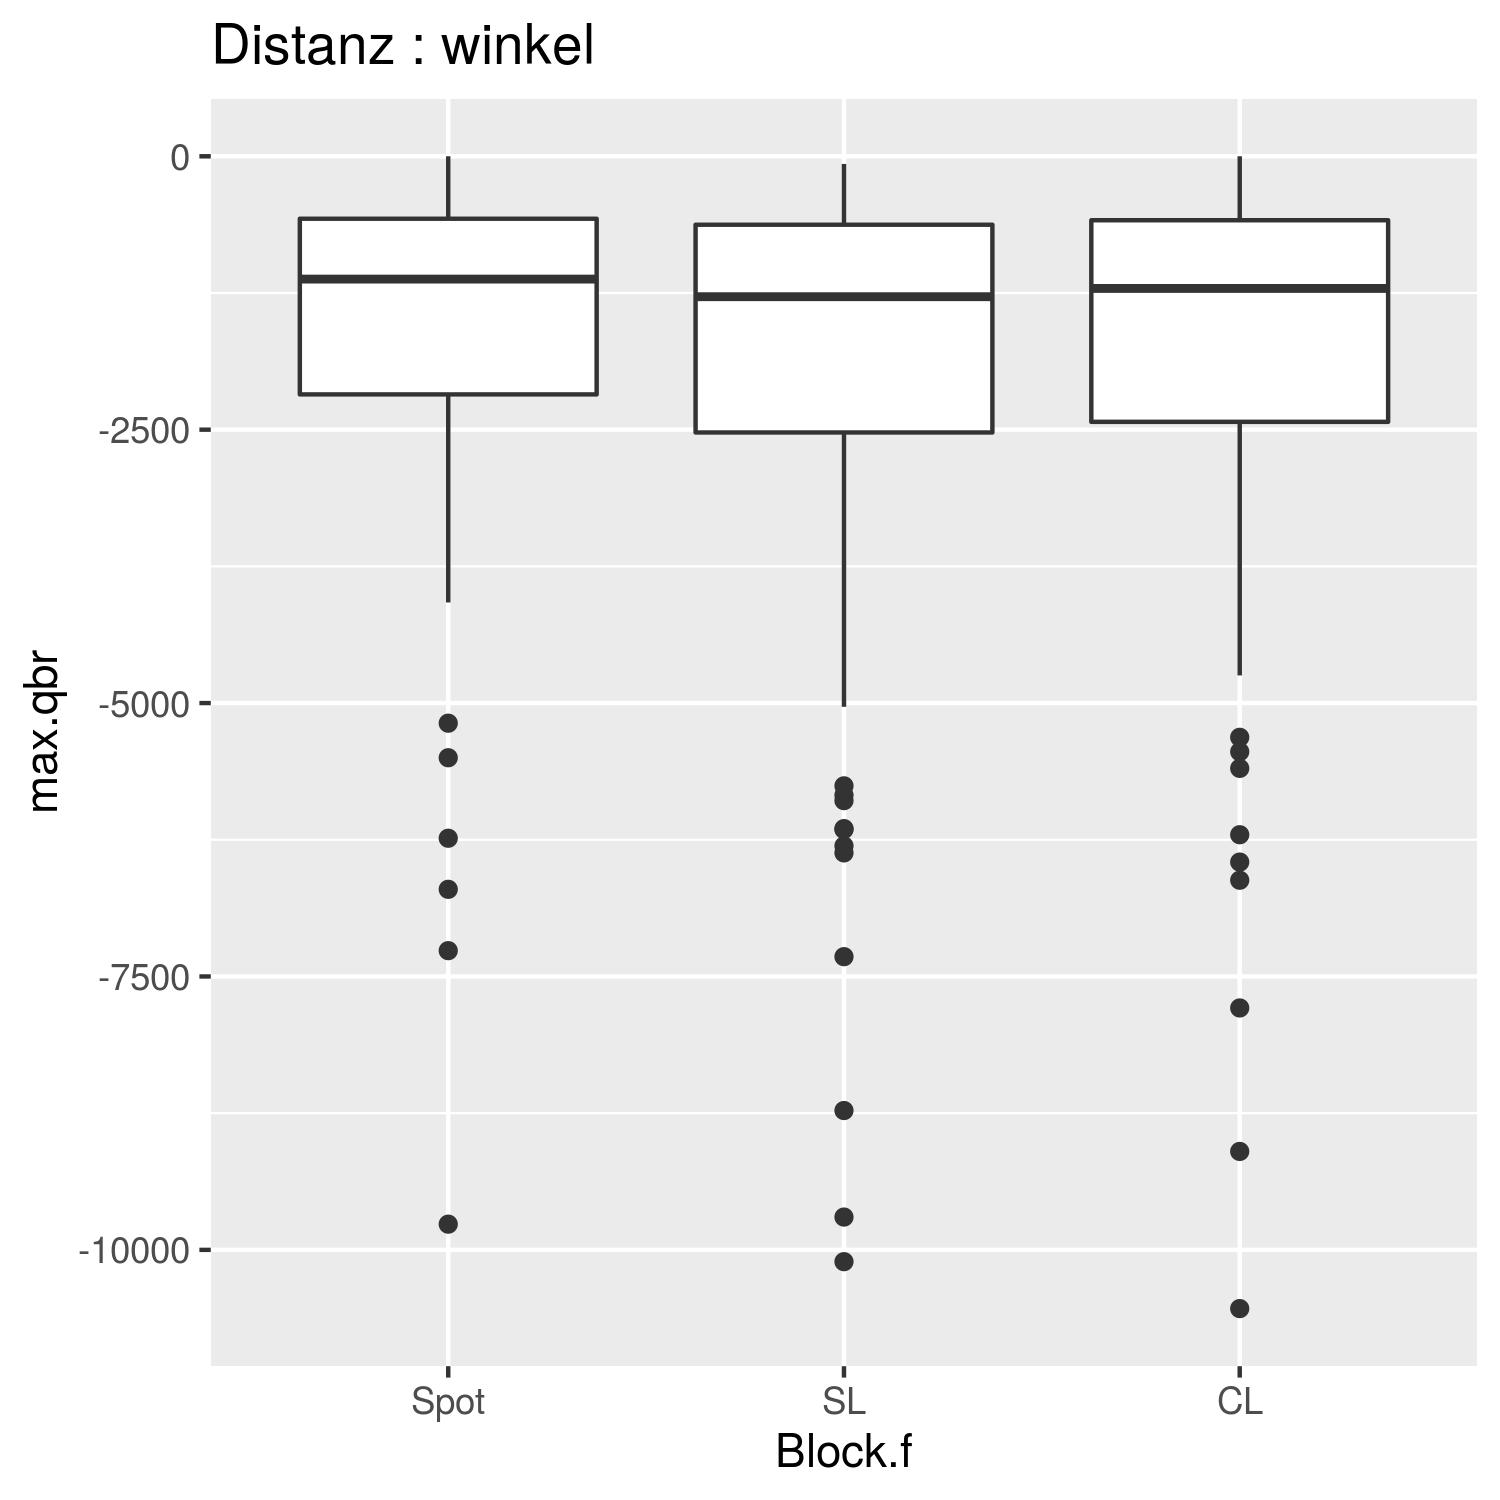 Distanz : winkel
max.qbr
0
-2500
-5000
-7500
-10000
Spot SL CL
Block.f